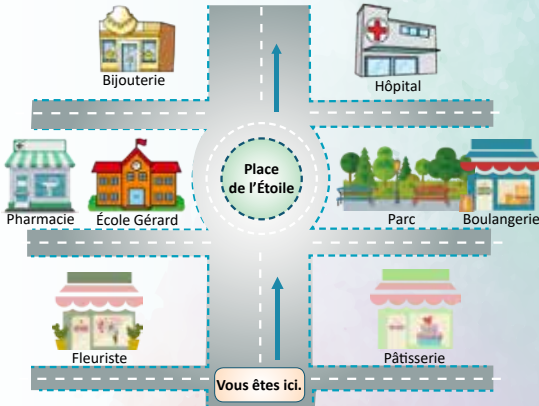 Bijouterie
Hôpital
Place
de l'Étoile
Pharmacie
École Gérard
Parc
Boulangerie
Fleuriste
Pâtisserie
Vous êtes ici.